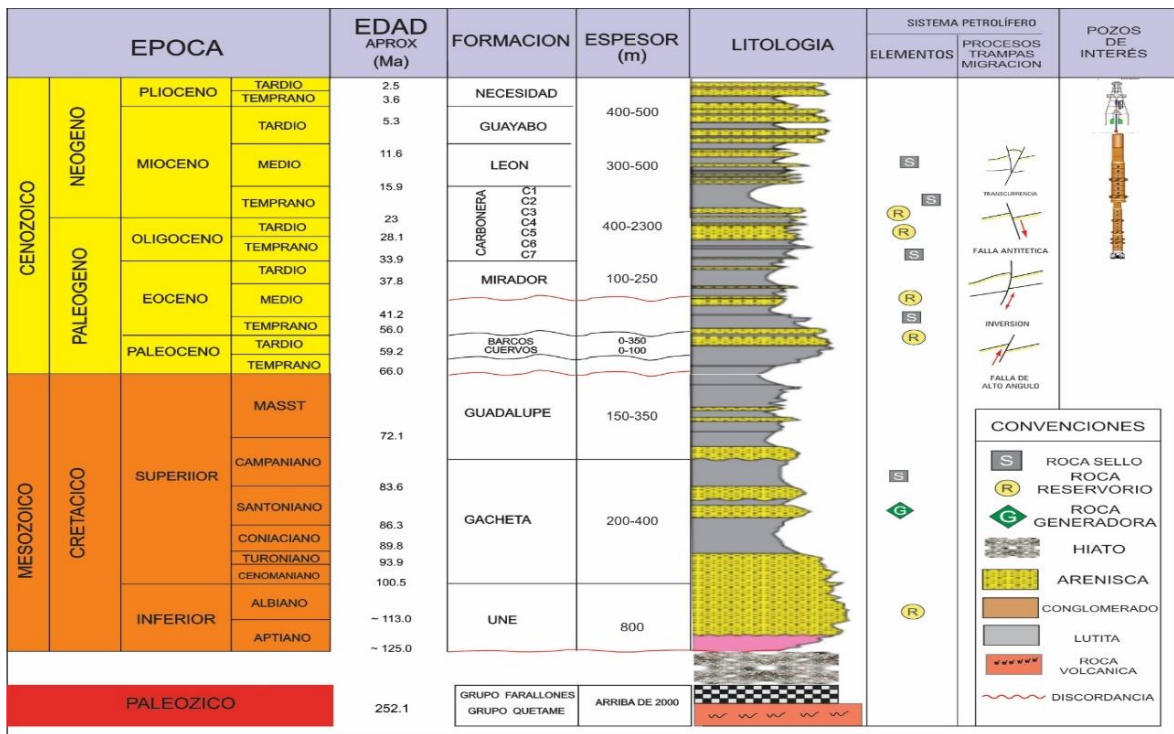 EPOCA
EDAD
APROX
(Ma)
FORMACION
ESPESOR
(m)
LITOLOGIA
SISTEMA PETROLÍFERO
ELEMENTOS
PROCESOS
TRAMPAS
MIGRACION
POZOS
DE
INTERÉS
CENOZOICO
NEOGENO
PLIOCENO
TARDIO
TEMPRANO
2.5
3.6
NECESIDAD
400-500
MIOCENO
TARDIO
5.3
GUAYABO
MEDIO
11.6
LEON
300-500
S
TRANSCURRENCIA
TEMPRANO
15.9
CARBONERA
C1
C2
C3
C4
C5
C6
C7
400-2300
S
R
R
S
FALLA ANTITETICA
PALEOGENO
OLIGOCENO
TARDIO
TEMPRANO
23
28.1
33.9
EOCENO
TARDIO
MEDIO
TEMPRANO
37.8
41.2
56.0
MIRADOR
100-250
R
S
R
INVERSION
PALEOCENO
TARDIO
TEMPRANO
59.2
66.0
BARCOS
CUERVOS
0-350
0-100
FALLA DE
ALTO ANGULO
MESOZOICO
CRETACICO
SUPERIIOR
MASST
72.1
GUADALUPE
150-350
CAMPANIANO
83.6
SANTONIANO
86.3
CONIACIANO
89.8
TURONIANO
93.9
CENOMANIANO
100.5
GACHETA
200-400
S
G
INFERIOR
ALBIANO
~ 113.0
APTIANO
~ 125.0
UNE
800
R
PALEOZICO
252.1
GRUPO FARALLONES
GRUPO QUETAME
ARRIBA DE 2000
CONVENCIONES
S
ROCA SELLO
R
ROCA
RESERVORIO
G
ROCA
GENERADORA
HIATO
ARENISCA
CONGLOMERADO
LUTITA
ROCA
VOLCANICA
DISCORDANCIA